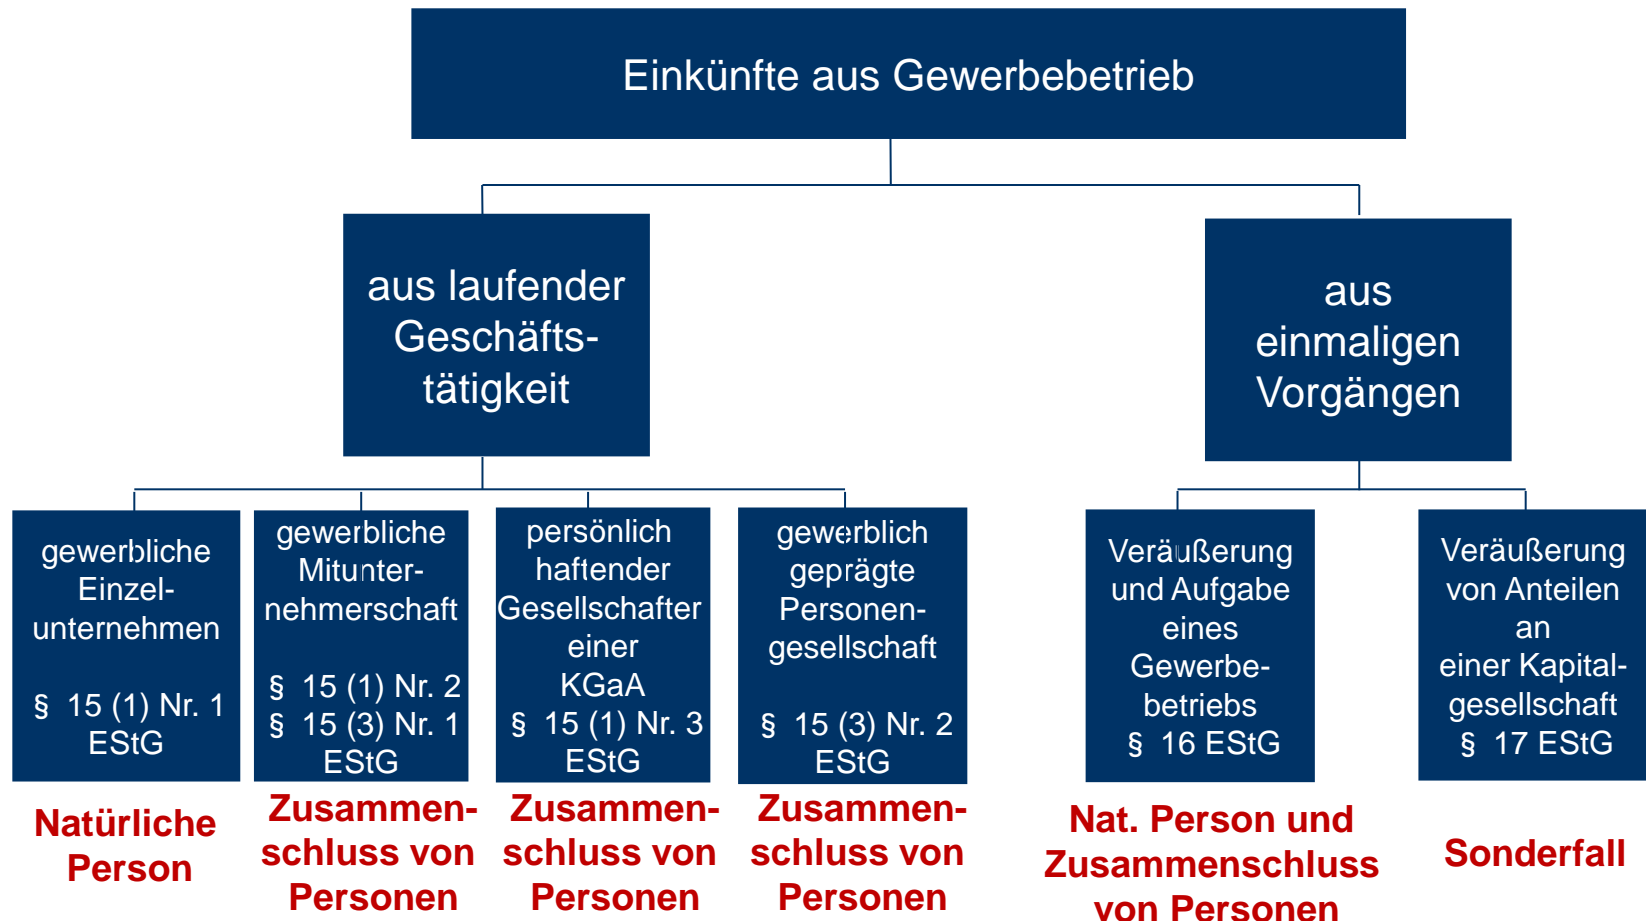 Einkünfte aus Gewerbebetrieb
aus laufender
Geschäfts-
tätigkeit
aus
einmaligen
Vorgängen
gewerbliche
Einzel-
unternehmen
§ 15 (1) Nr. 1
EStG
gewerbliche
Mitunter-
nehmerschaft
§ 15 (1) Nr. 2
§ 15 (3) Nr. 1
EStG
persönlich
haftender
Gesellschafter
einer
KGaA
§ 15 (1) Nr. 3
EStG
gewerblich
geprägte
Personen-
gesellschaft
§ 15 (3) Nr. 2
EStG
Veräußerung
und Aufgabe
eines
Gewerbe-
betriebs
§ 16 EStG
Veräußerung
von Anteilen
an
einer Kapital-
gesellschaft
§ 17 EStG
Natürliche
Person
Zusammen-
schluss von
Personen
Zusammen-
schluss von
Personen
Zusammen-
schluss von
Personen
Nat. Person und
Zusammenschluss
von Personen
Sonderfall